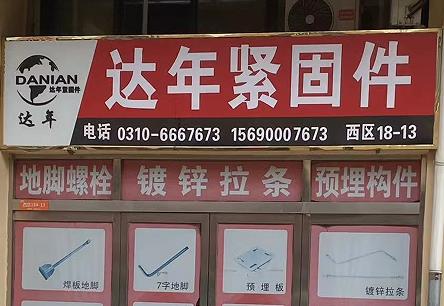 DANIAN
达年紧固件
达年
达年紧固件
电话 0310-6667673 15690007673 西区18-13
地脚螺栓 镀锌拉条 预埋构件
焊板地脚 7字地脚 预埋板 镀锌拉条